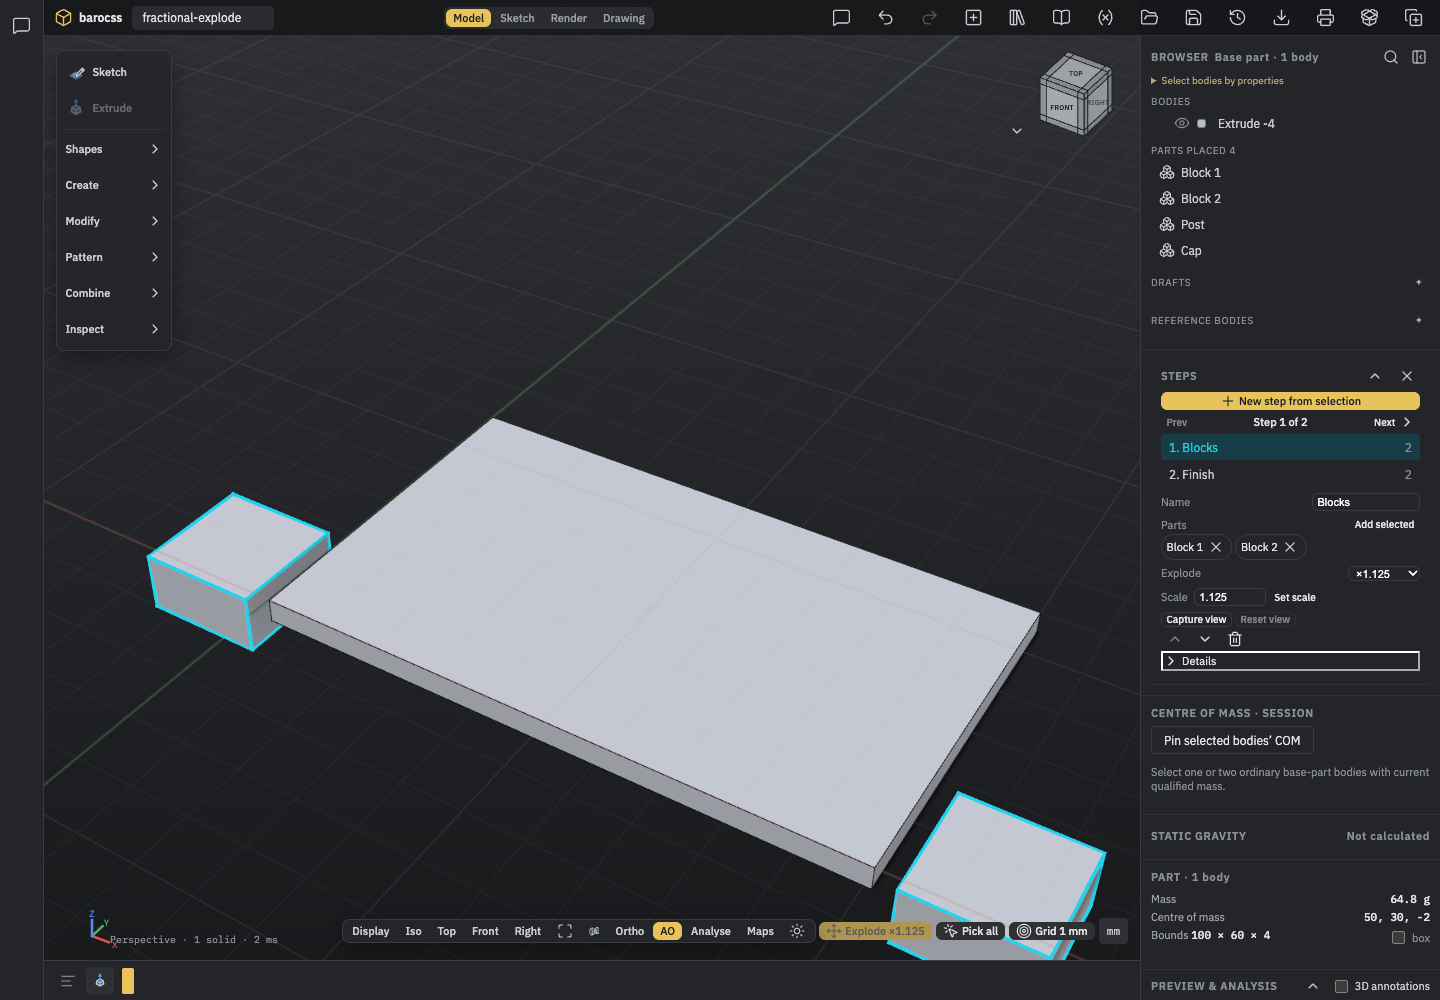 barocss
fractional-explode
Model Sketch Render Drawing
Sketch
Extrude
Shapes
Create
Modify
Pattern
Combine
Inspect
TOP
FRONT
RIGHT
BROWSER Base part · 1 body
Select bodies by properties
BODIES
Extrude -4
PARTS PLACED 4
Block 1
Block 2
Post
Cap
DRAFTS +
REFERENCE BODIES +
STEPS
New step from selection
Prev Step 1 of 2 Next
1. Blocks 2
2. Finish 2
Name Blocks
Parts Add selected
Block 1 Block 2
Explode ×1.125
Scale 1.125 Set scale
Capture view Reset view
Details
CENTRE OF MASS · SESSION
Pin selected bodies’ COM
Select one or two ordinary base-part bodies with current
qualified mass.
STATIC GRAVITY Not calculated
PART · 1 body
Mass 64.8 g
Centre of mass 50, 30, -2
Bounds 100 × 60 × 4 box
PREVIEW & ANALYSIS 3D annotations
Z
Y
X
Perspective · 1 solid · 2 ms
Display Iso Top Front Right Ortho AO Analyse Maps Explode ×1.125 Pick all Grid 1 mm mm